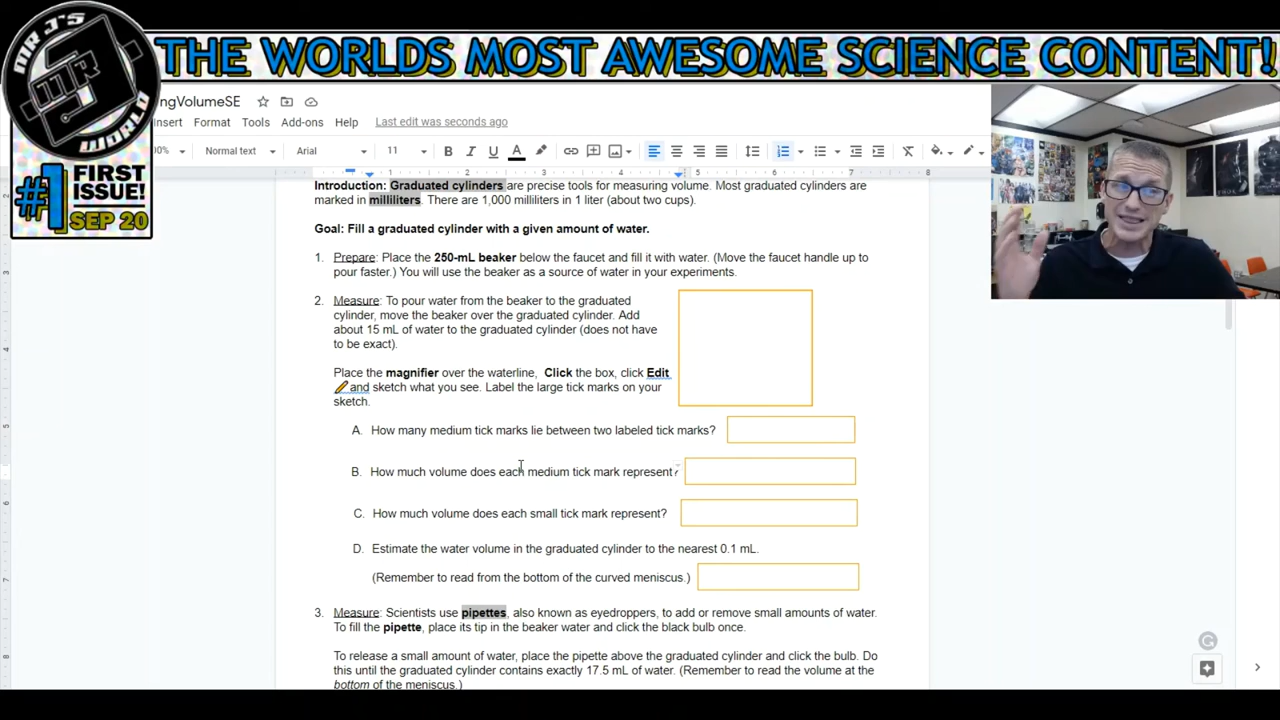 MR J'S
MR
WORLD
THE WORLDS MOST AWESOME SCIENCE CONTENT!
#1 FIRST
ISSUE!
SEP 20
ngVolumeSE
Insert Format Tools Add-ons Help Last edit was seconds ago
00% Normal text Arial 11 B I U A
2 3 4 5 6 7 8
Introduction: Graduated cylinders are precise tools for measuring volume. Most graduated cylinders are
marked in milliliters. There are 1,000 milliliters in 1 liter (about two cups).
Goal: Fill a graduated cylinder with a given amount of water.
1. Prepare: Place the 250-mL beaker below the faucet and fill it with water. (Move the faucet handle up to
pour faster.) You will use the beaker as a source of water in your experiments.
2. Measure: To pour water from the beaker to the graduated
cylinder, move the beaker over the graduated cylinder. Add
about 15 mL of water to the graduated cylinder (does not have
to be exact).
Place the magnifier over the waterline, Click the box, click Edit
and sketch what you see. Label the large tick marks on your
sketch.
A. How many medium tick marks lie between two labeled tick marks?
B. How much volume does each medium tick mark represent?
C. How much volume does each small tick mark represent?
D. Estimate the water volume in the graduated cylinder to the nearest 0.1 mL.
(Remember to read from the bottom of the curved meniscus.)
3. Measure: Scientists use pipettes, also known as eyedroppers, to add or remove small amounts of water.
To fill the pipette, place its tip in the beaker water and click the black bulb once.
To release a small amount of water, place the pipette above the graduated cylinder and click the bulb. Do
this until the graduated cylinder contains exactly 17.5 mL of water. (Remember to read the volume at the
bottom of the meniscus.)